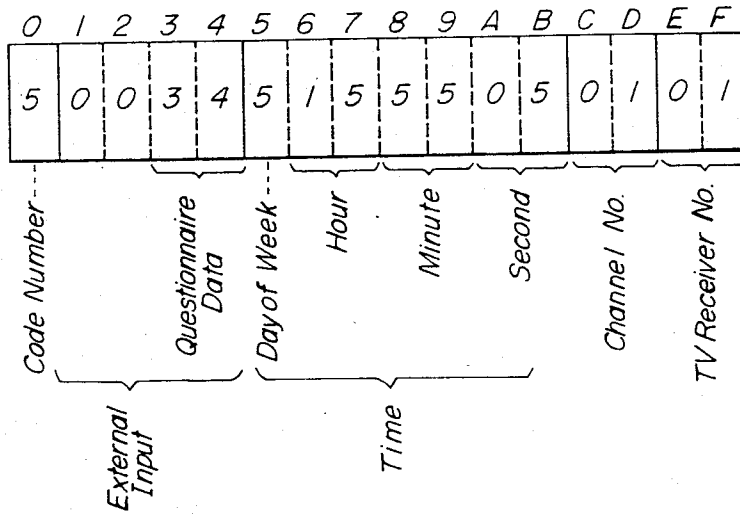 0 1 2 3 4 5 6 7 8 9 A B C D E F
5 0 0 3 4 5 1 5 5 5 0 5 0 1 0 1
Code Number
Questionnaire
Data
Day of Week
Hour
Minute
Second
Channel No.
TV Receiver No.
External
Input
Time